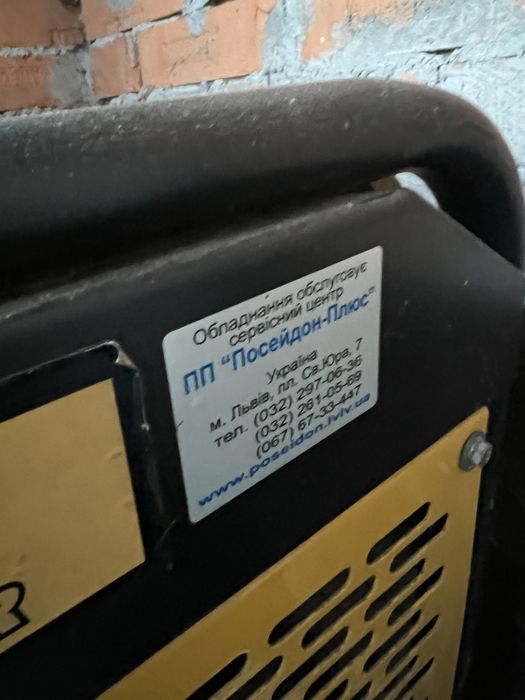 Обладнання обслуговує
сервісний центр
ПП "Посейдон-Плюс"
Україна
м. Львів, пл. Св.Юра, 7
тел. (032) 297-06-36
(032) 261-05-69
(067) 67-33-447
www.poseidon.lviv.ua
R